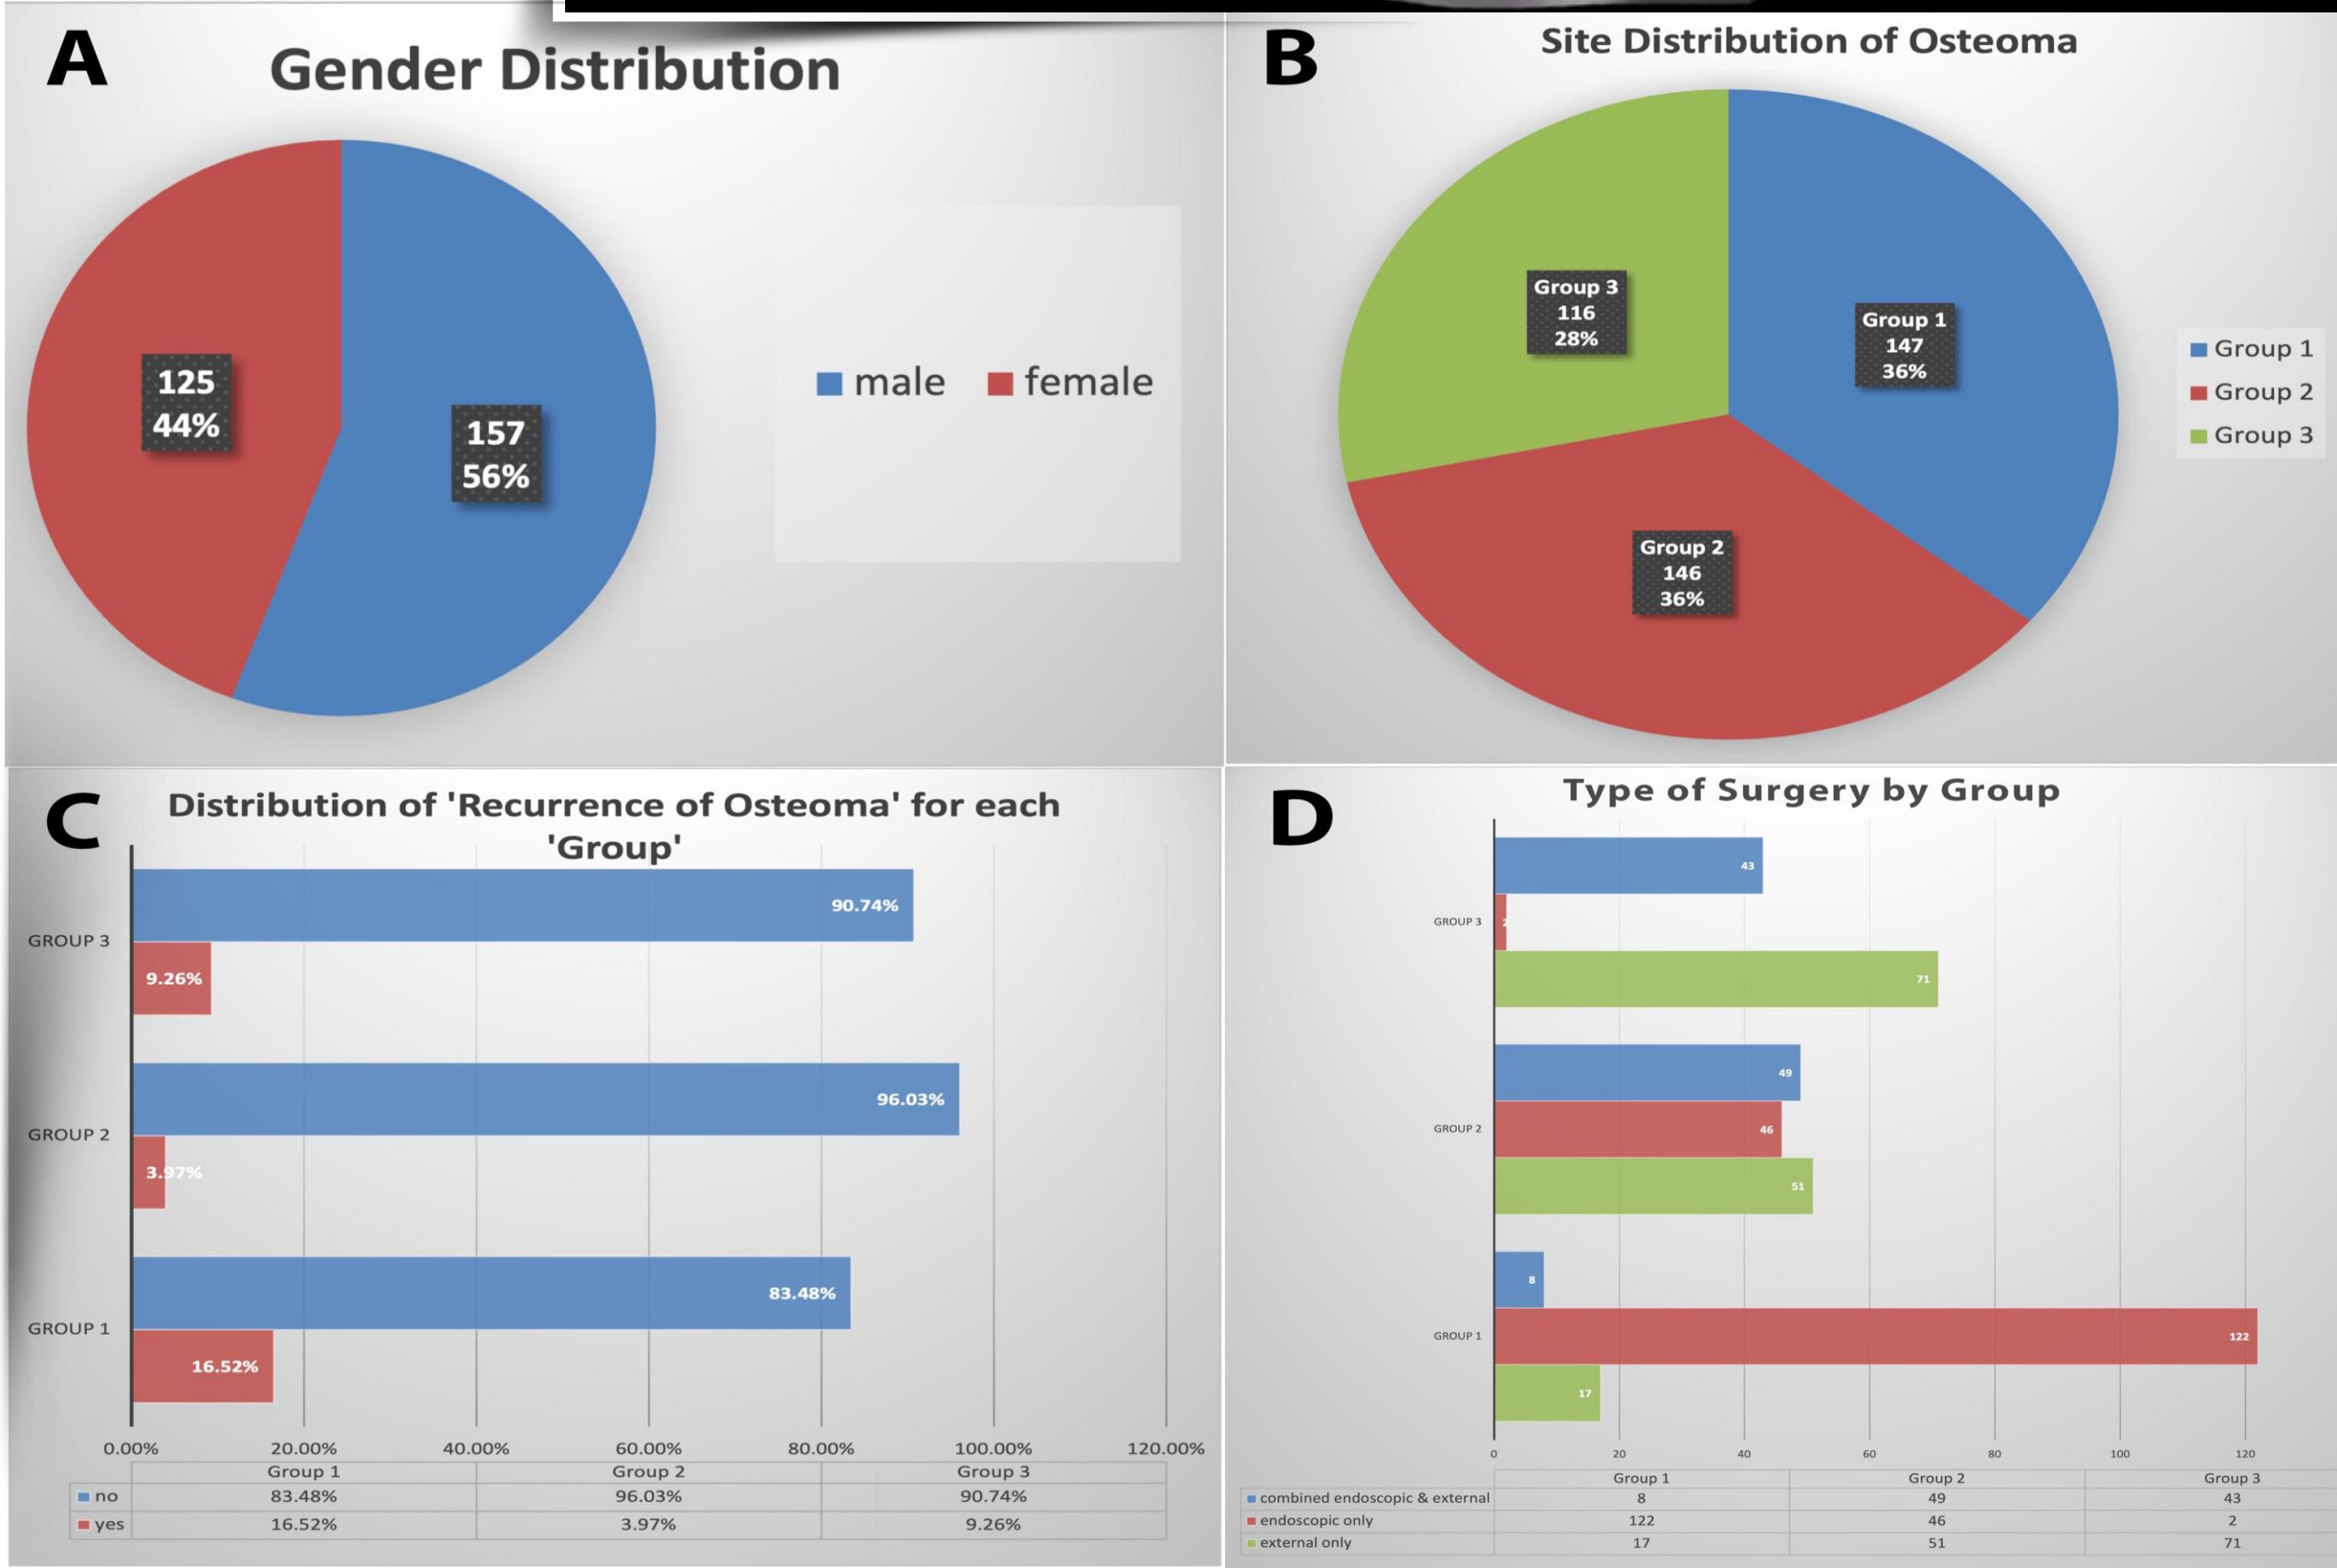 A
Gender Distribution
125
44%
157
56%
male female
B
Site Distribution of Osteoma
Group 3
116
28%
Group 1
147
36%
Group 2
146
36%
Group 1
Group 2
Group 3
C
Distribution of 'Recurrence of Osteoma' for each
'Group'
90.74%
GROUP 3
9.26%
96.03%
GROUP 2
3.97%
83.48%
GROUP 1
16.52%
0.00% 20.00% 40.00% 60.00% 80.00% 100.00% 120.00%
Group 1 Group 2 Group 3
no 83.48% 96.03% 90.74%
yes 16.52% 3.97% 9.26%
D
Type of Surgery by Group
43
GROUP 3 2
71
49
GROUP 2 46
51
8
GROUP 1 122
17
0 20 40 60 80 100 120
Group 1 Group 2 Group 3
combined endoscopic & external 8 49 43
endoscopic only 122 46 2
external only 17 51 71